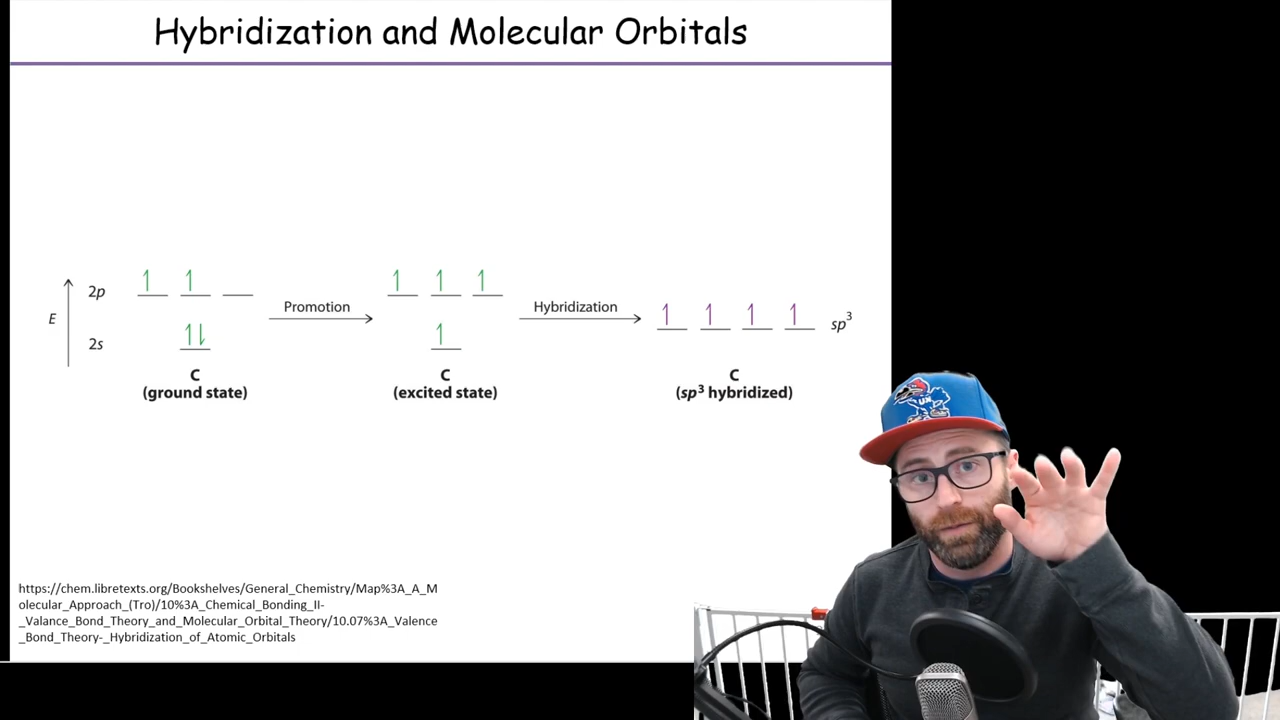 Hybridization and Molecular Orbitals
E
2p
2s
Promotion
Hybridization
sp3
C
(ground state)
C
(excited state)
C
(sp3 hybridized)
https://chem.libretexts.org/Bookshelves/General_Chemistry/Map%3A_A_M
olecular_Approach_(Tro)/10%3A_Chemical_Bonding_II-
_Valance_Bond_Theory_and_Molecular_Orbital_Theory/10.07%3A_Valence
_Bond_Theory-_Hybridization_of_Atomic_Orbitals